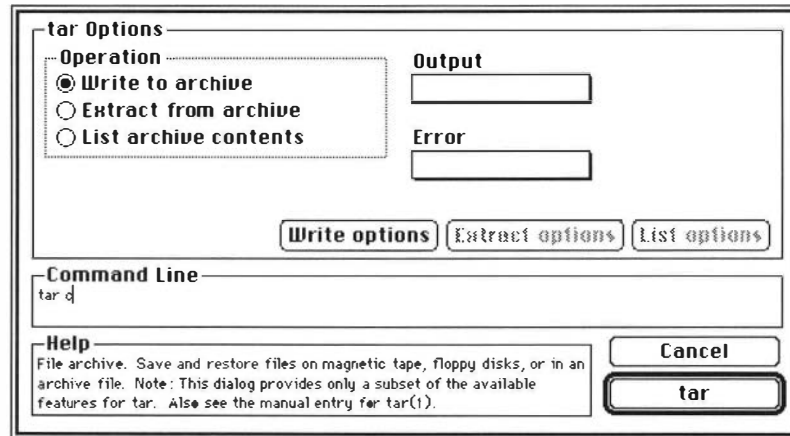 tar Options
Operation
Write to archive
Extract from archive
List archive contents
Output
Error
Write options
Extract options
List options
Command Line
tar c
Help
File archive. Save and restore files on magnetic tape, floppy disks, or in an
archive file. Note: This dialog provides only a subset of the available
features for tar. Also see the manual entry for tar(1).
Cancel
tar